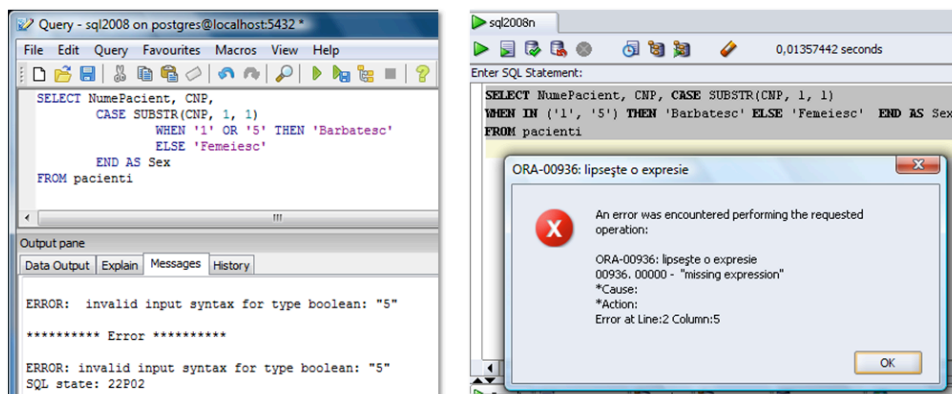 Query - sql2008 on postgres@localhost:5432 *
File Edit Query Favourites Macros View Help
SELECT NumePacient, CNP,
CASE SUBSTR(CNP, 1, 1)
WHEN '1' OR '5' THEN 'Barbatesc'
ELSE 'Femeiesc'
END AS Sex
FROM pacienti
Output pane
Data Output Explain Messages History
ERROR: invalid input syntax for type boolean: "5"
********** Error **********
ERROR: invalid input syntax for type boolean: "5"
SQL state: 22P02
sql2008n
0,01357442 seconds
Enter SQL Statement:
SELECT NumePacient, CNP, CASE SUBSTR(CNP, 1, 1)
WHEN IN ('1', '5') THEN 'Barbatesc' ELSE 'Femeiesc' END AS Sex
FROM pacienti
ORA-00936: lipseşte o expresie
An error was encountered performing the requested
operation:
ORA-00936: lipseşte o expresie
00936. 00000 - "missing expression"
*Cause:
*Action:
Error at Line:2 Column:5
OK